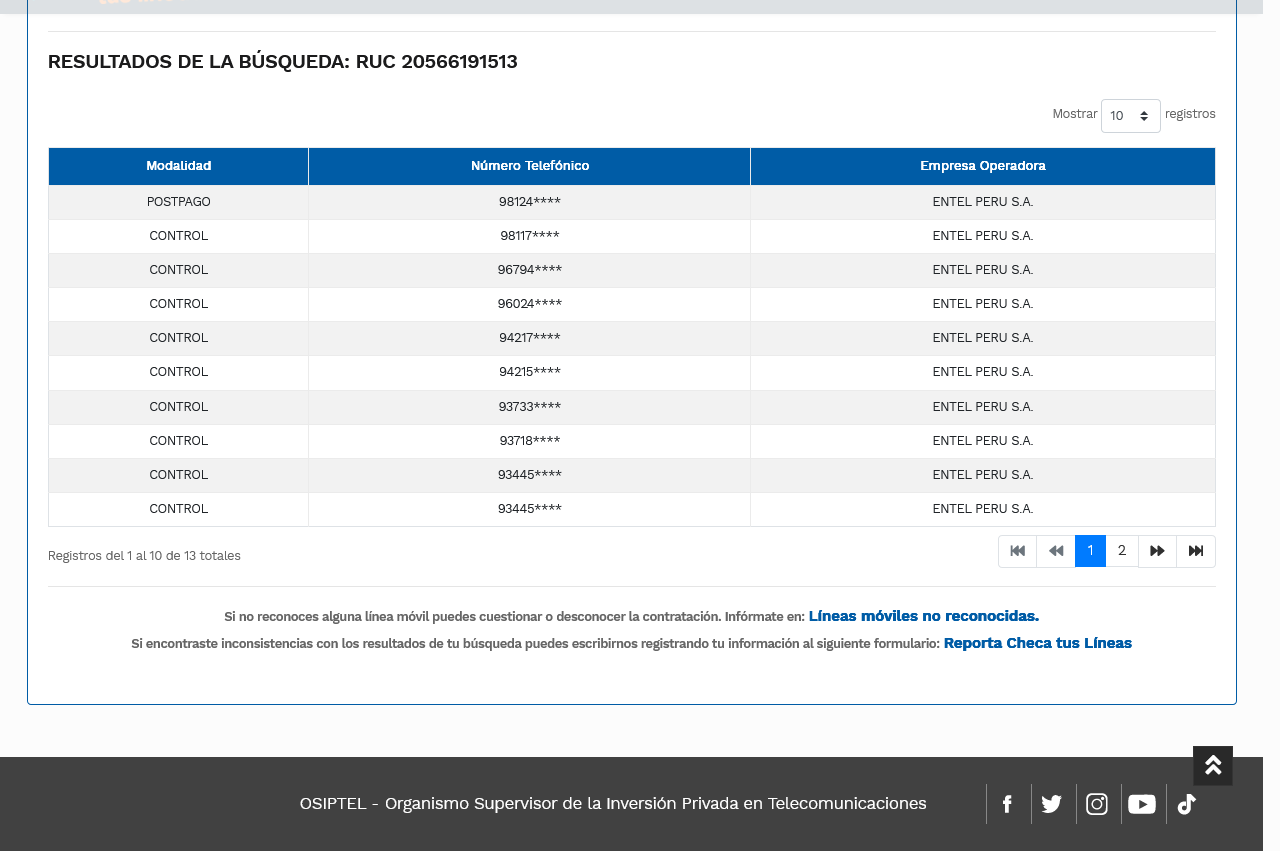 RESULTADOS DE LA BÚSQUEDA: RUC 20566191513
Mostrar 10 registros
Modalidad Número Telefónico Empresa Operadora
POSTPAGO 98124**** ENTEL PERU S.A.
CONTROL 98117**** ENTEL PERU S.A.
CONTROL 96794**** ENTEL PERU S.A.
CONTROL 96024**** ENTEL PERU S.A.
CONTROL 94217**** ENTEL PERU S.A.
CONTROL 94215**** ENTEL PERU S.A.
CONTROL 93733**** ENTEL PERU S.A.
CONTROL 93718**** ENTEL PERU S.A.
CONTROL 93445**** ENTEL PERU S.A.
CONTROL 93445**** ENTEL PERU S.A.
Registros del 1 al 10 de 13 totales 1 2
Si no reconoces alguna línea móvil puedes cuestionar o desconocer la contratación. Infórmate en: Líneas móviles no reconocidas.
Si encontraste inconsistencias con los resultados de tu búsqueda puedes escribirnos registrando tu información al siguiente formulario: Reporta Checa tus Líneas
OSIPTEL - Organismo Supervisor de la Inversión Privada en Telecomunicaciones